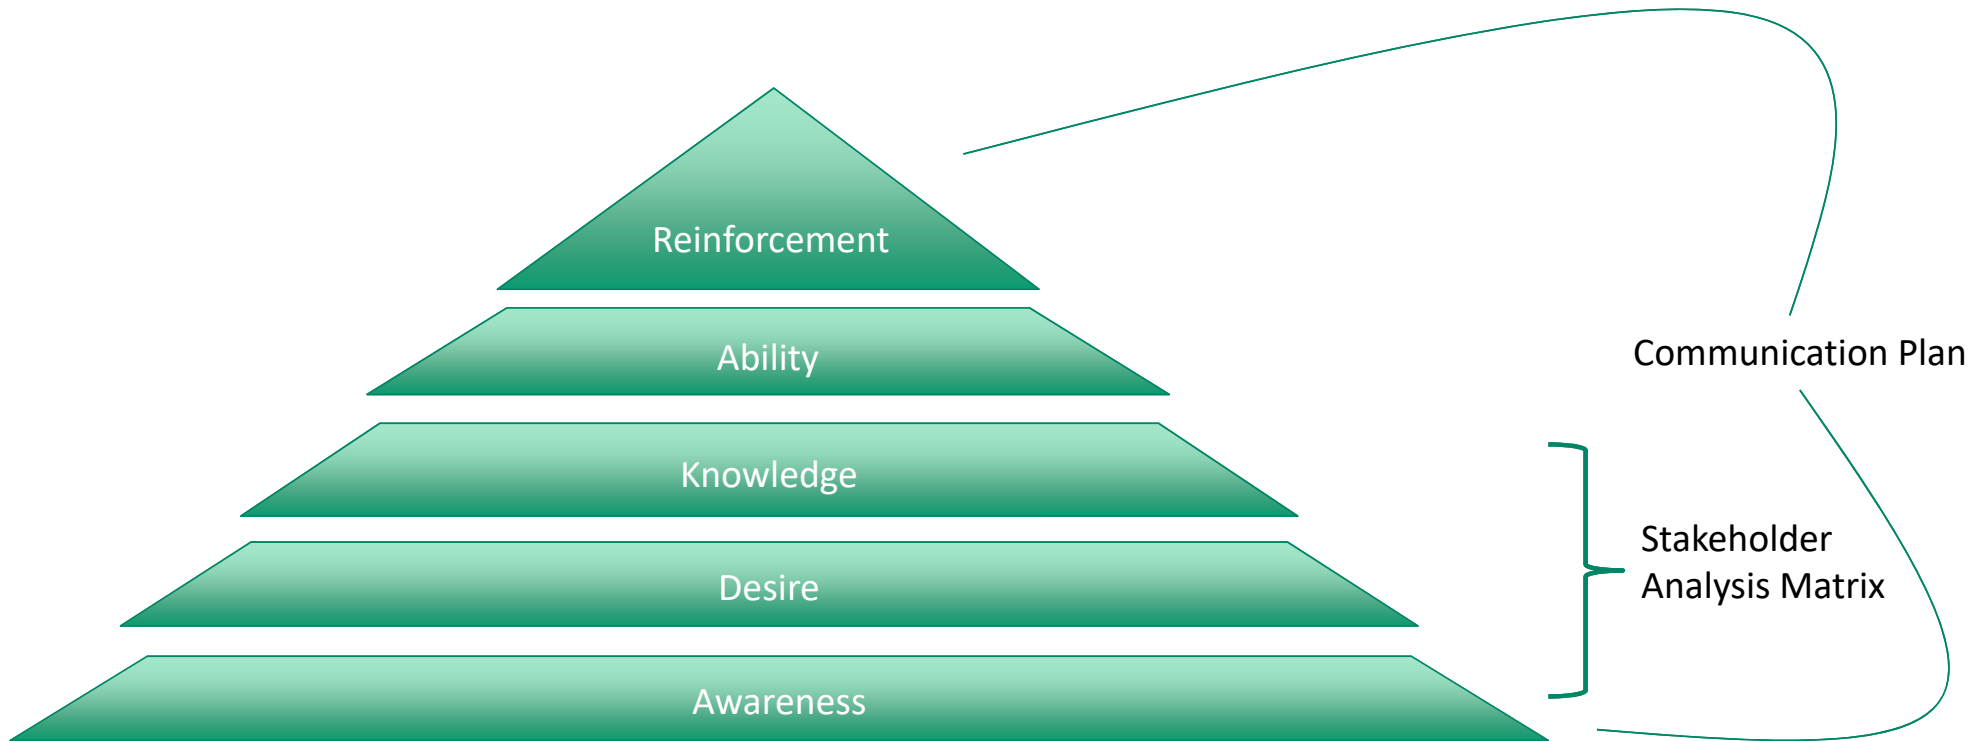 Reinforcement
Ability
Communication Plan
Knowledge
Stakeholder
Analysis Matrix
Desire
Awareness